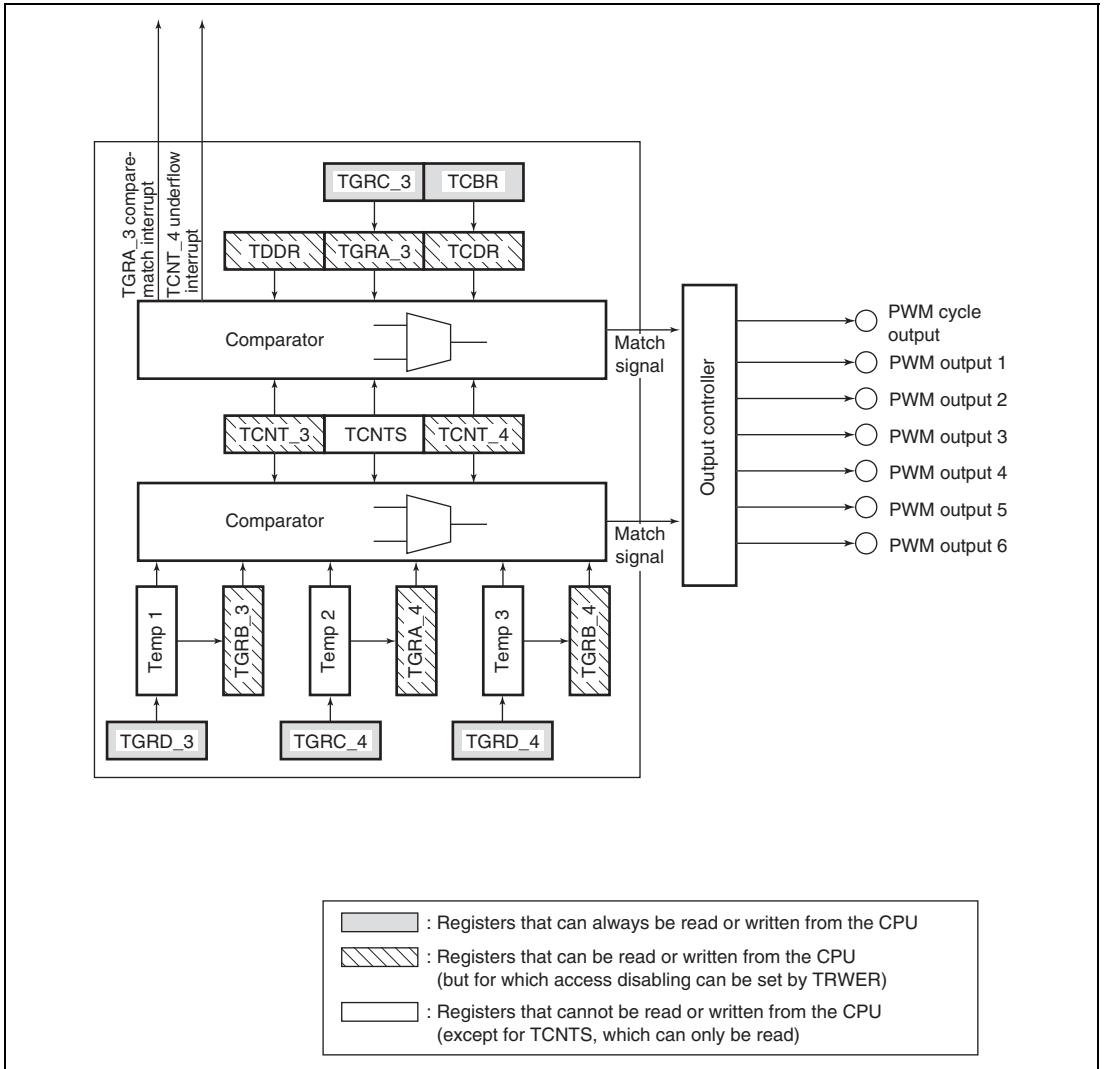 TGRA_3 compare-
match interrupt
TCNT_4 underflow
interrupt
TGRC_3
TCBR
TDDR
TGRA_3
TCDR
Comparator
Match
signal
TCNT_3
TCNTS
TCNT_4
Comparator
Match
signal
Output controller
PWM cycle
output
PWM output 1
PWM output 2
PWM output 3
PWM output 4
PWM output 5
PWM output 6
Temp 1
TGRB_3
Temp 2
TGRA_4
Temp 3
TGRB_4
TGRD_3
TGRC_4
TGRD_4
: Registers that can always be read or written from the CPU
: Registers that can be read or written from the CPU
(but for which access disabling can be set by TRWER)
: Registers that cannot be read or written from the CPU
(except for TCNTS, which can only be read)